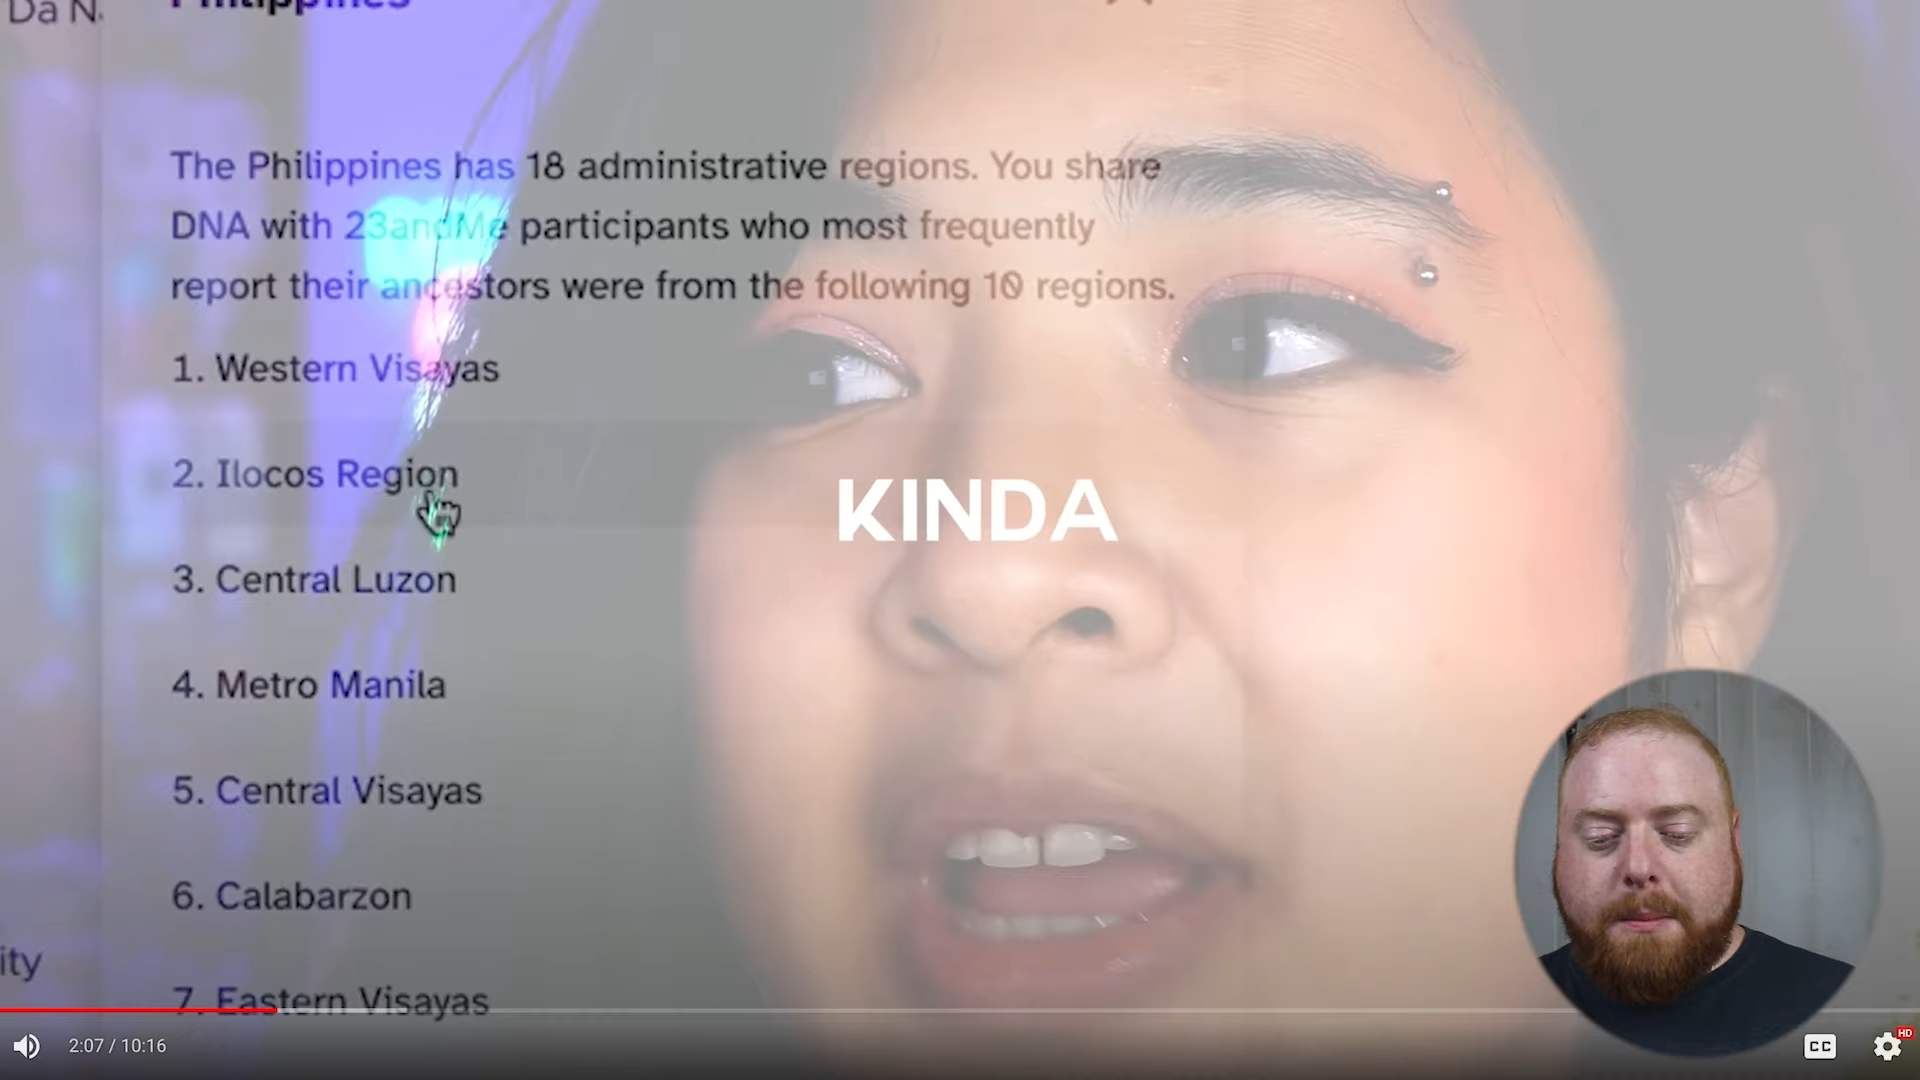 Da N
Philippines
The Philippines has 18 administrative regions. You share
DNA with 23andMe participants who most frequently
report their ancestors were from the following 10 regions.
1. Western Visayas
2. Ilocos Region
KINDA
3. Central Luzon
4. Metro Manila
5. Central Visayas
6. Calabarzon
ity
7. Eastern Visayas
2:07 / 10:16
CC
HD